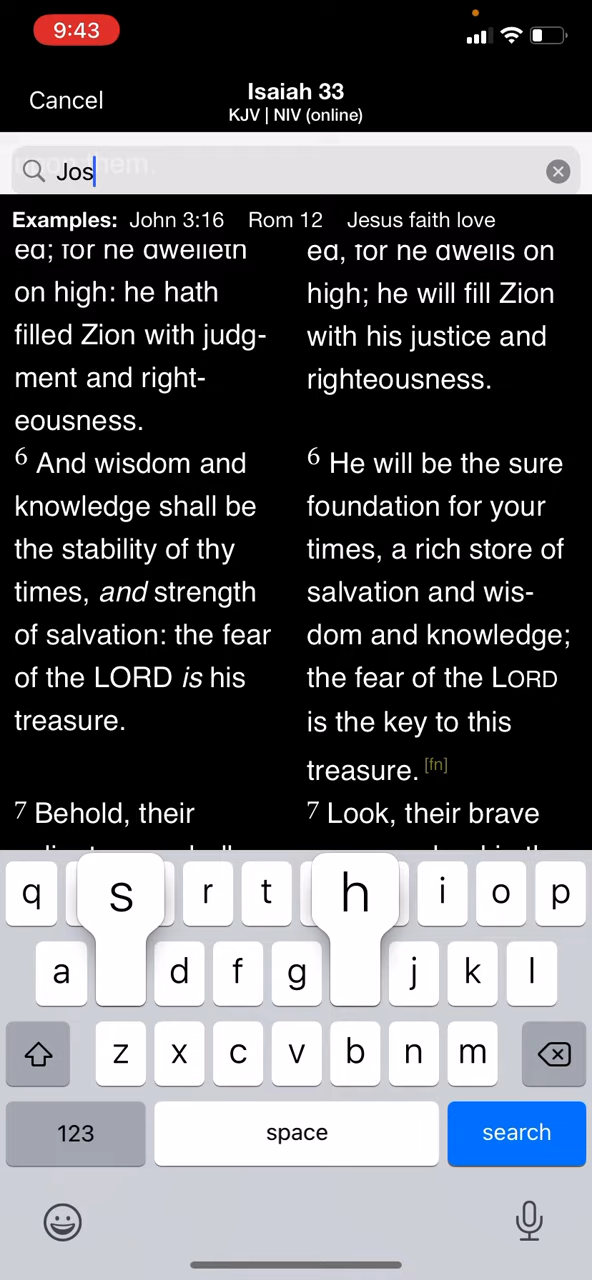 9:43
Cancel
Isaiah 33
KJV | NIV (online)
upon them.
Jos
Examples: John 3:16 Rom 12 Jesus faith love
ed; for he dwelleth
on high: he hath
filled Zion with judg-
ment and right-
eousness.
6 And wisdom and
knowledge shall be
the stability of thy
times, and strength
of salvation: the fear
of the LORD is his
treasure.
7 Behold, their
ed, for he dwells on
high; he will fill Zion
with his justice and
righteousness.
6 He will be the sure
foundation for your
times, a rich store of
salvation and wis-
dom and knowledge;
the fear of the LORD
is the key to this
treasure. [fn]
7 Look, their brave
q r t i o p
a s d f g h j k l
z x c v b n m
123 space search